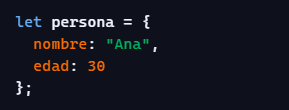 let persona = {
  nombre: "Ana",
  edad: 30
};